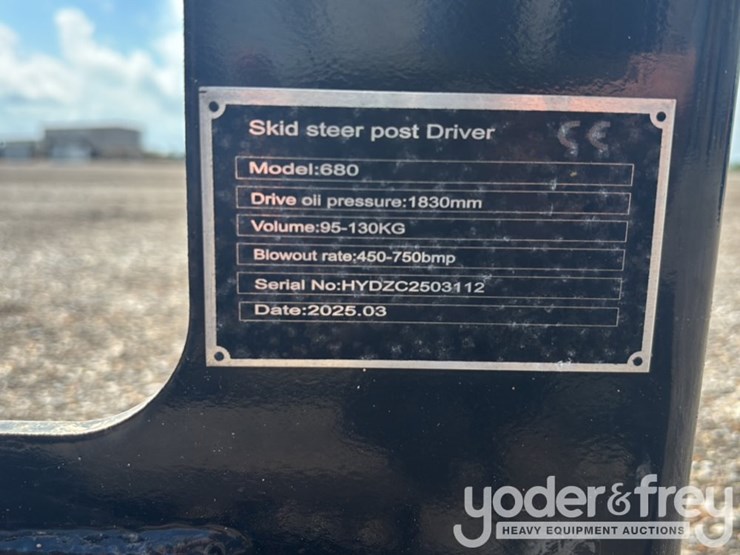 Skid steer post Driver CE
Model:680
Drive oii pressure:1830mm
Volume:95-130KG
Blowout rate:450-750bmp
Serial No:HYDZC2503112
Date:2025.03
yoder&frey
HEAVY EQUIPMENT AUCTIONS